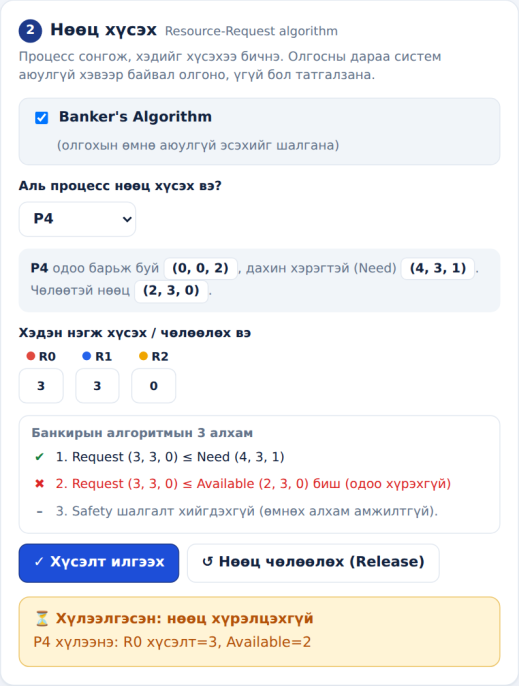 2 Нөөц хүсэх Resource-Request algorithm
Процесс сонгож, хэдийг хүсэхээ бичнэ. Олгосны дараа систем
аюулгүй хэвээр байвал олгоно, үгүй бол татгалзана.
Banker's Algorithm
(олгохын өмнө аюулгүй эсэхийг шалгана)
Аль процесс нөөц хүсэх вэ?
P4
P4 одоо барьж буй (0, 0, 2) , дахин хэрэгтэй (Need) (4, 3, 1) .
Чөлөөтэй нөөц (2, 3, 0) .
Хэдэн нэгж хүсэх / чөлөөлөх вэ
R0 R1 R2
3 3 0
Банкирын алгоритмын 3 алхам
✔ 1. Request (3, 3, 0) ≤ Need (4, 3, 1)
✖ 2. Request (3, 3, 0) ≤ Available (2, 3, 0) биш (одоо хүрэхгүй)
– 3. Safety шалгалт хийгдэхгүй (өмнөх алхам амжилтгүй).
✓ Хүсэлт илгээх ↺ Нөөц чөлөөлөх (Release)
⏳ Хүлээлгэсэн: нөөц хүрэлцэхгүй
P4 хүлээнэ: R0 хүсэлт=3, Available=2